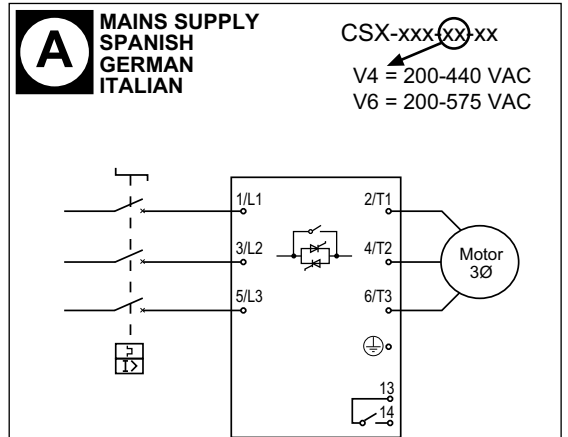 A
MAINS SUPPLY
SPANISH
GERMAN
ITALIAN
CSX-xxx-xx-xx
V4 = 200-440 VAC
V6 = 200-575 VAC
1/L1
2/T1
3/L2
4/T2
Motor
3Ø
5/L3
6/T3
I>
13
14